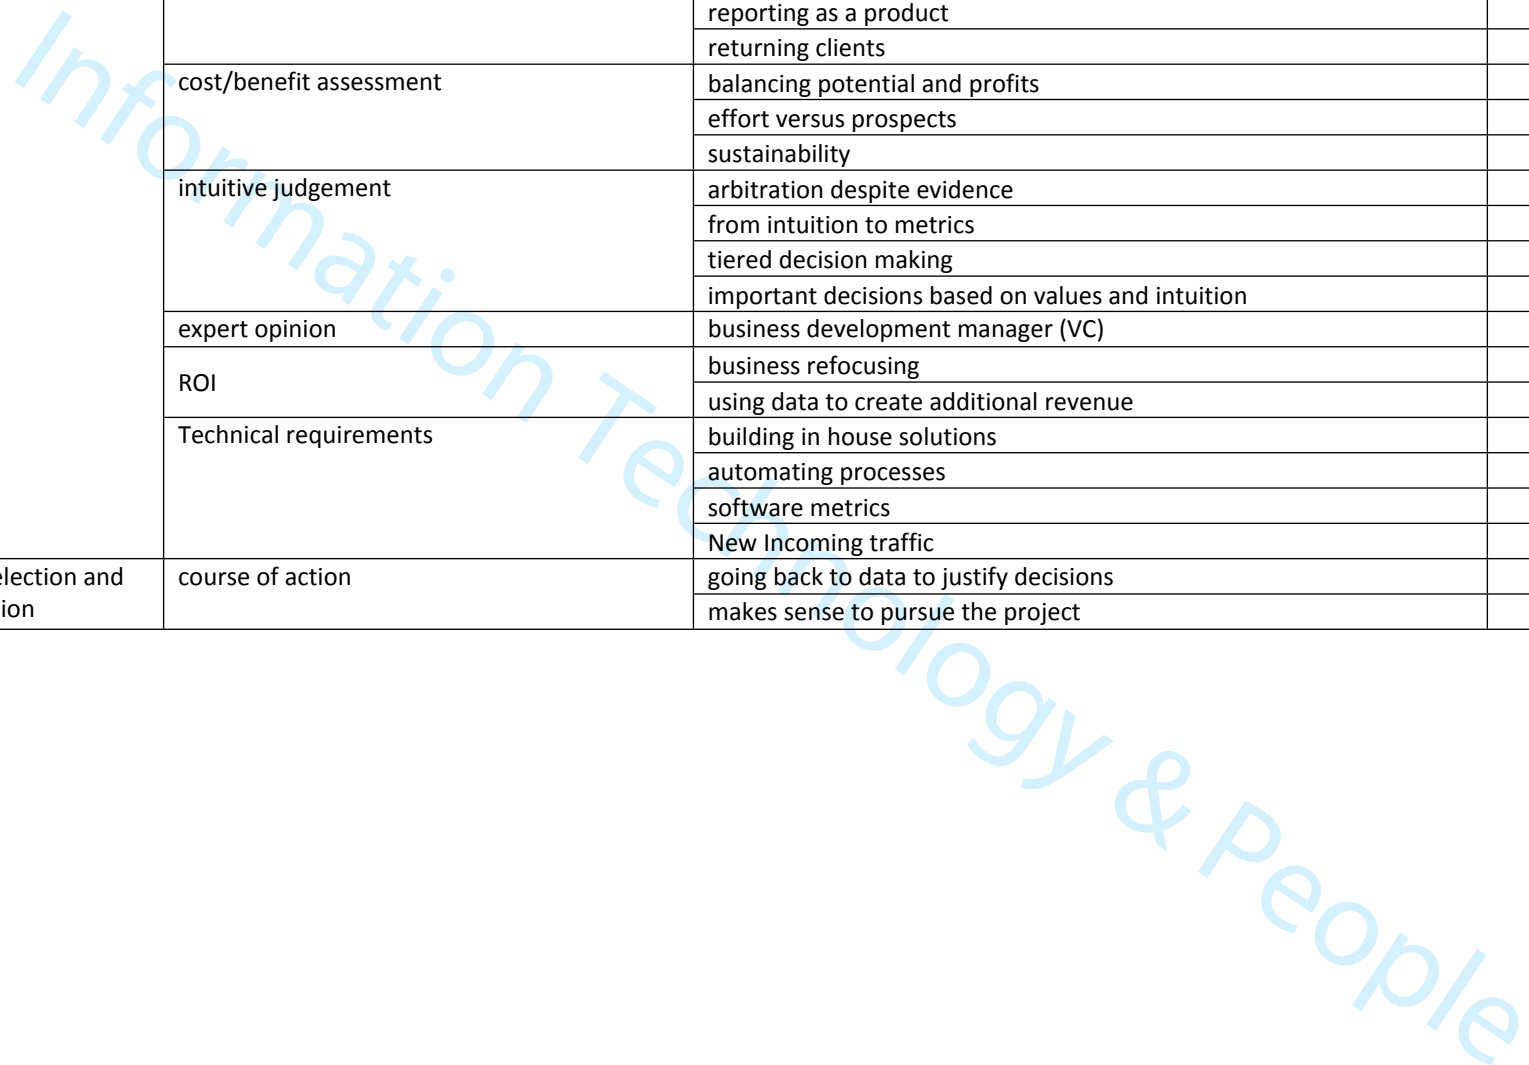 reporting as a product
returning clients
cost/benefit assessment
balancing potential and profits
effort versus prospects
sustainability
intuitive judgement
arbitration despite evidence
from intuition to metrics
tiered decision making
important decisions based on values and intuition
expert opinion
business development manager (VC)
ROI
business refocusing
using data to create additional revenue
Technical requirements
building in house solutions
automating processes
software metrics
New Incoming traffic
election and
ion
course of action
going back to data to justify decisions
makes sense to pursue the project
Information Technology & People